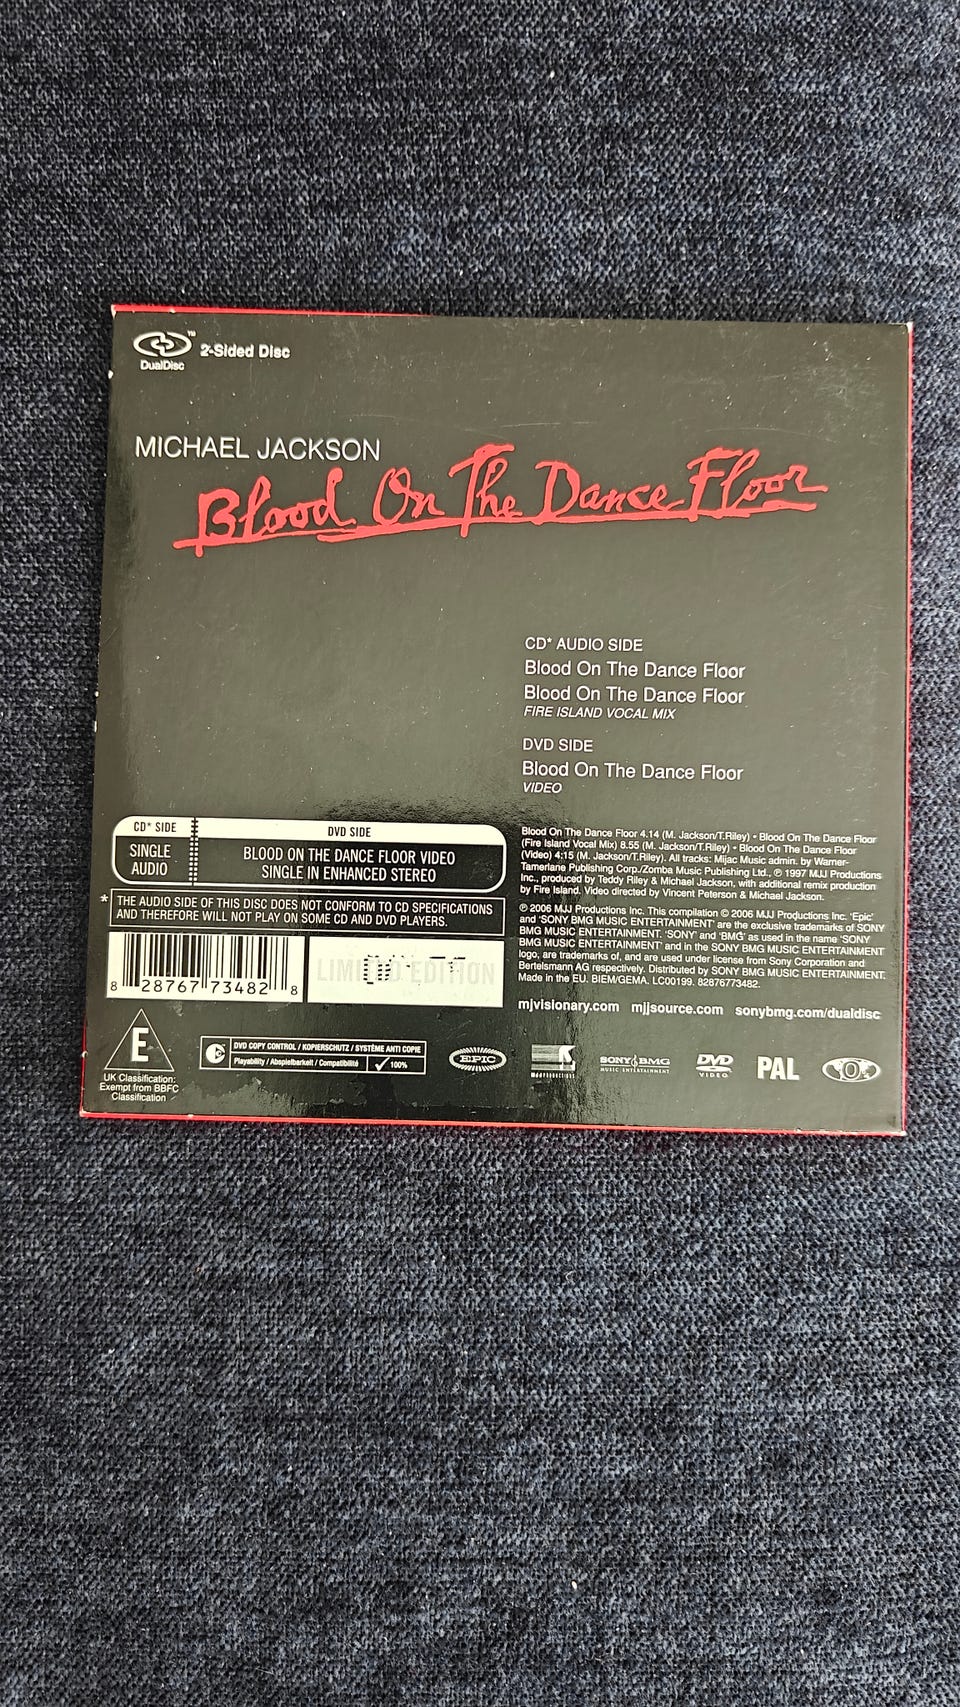 TM
2-Sided Disc
DualDisc
MICHAEL JACKSON
Blood On The Dance Floor
CD* AUDIO SIDE
Blood On The Dance Floor
Blood On The Dance Floor
FIRE ISLAND VOCAL MIX
DVD SIDE
Blood On The Dance Floor
VIDEO
CD* SIDE
DVD SIDE
SINGLE
AUDIO
BLOOD ON THE DANCE FLOOR VIDEO
SINGLE IN ENHANCED STEREO
* THE AUDIO SIDE OF THIS DISC DOES NOT CONFORM TO CD SPECIFICATIONS
AND THEREFORE WILL NOT PLAY ON SOME CD AND DVD PLAYERS.
8 28767 73482 8
LIMITED EDITION
Blood On The Dance Floor 4.14 (M. Jackson/T.Riley) • Blood On The Dance Floor
(Fire Island Vocal Mix) 8.55 (M. Jackson/T.Riley) • Blood On The Dance Floor
(Video) 4:15 (M. Jackson/T.Riley). All tracks: Mijac Music admin. by Warner-
Tamerlane Publishing Corp./Zomba Music Publishing Ltd., ℗ 1997 MJJ Productions
Inc., produced by Teddy Riley & Michael Jackson, with additional remix production
by Fire Island. Video directed by Vincent Peterson & Michael Jackson.
℗ 2006 MJJ Productions Inc. This compilation © 2006 MJJ Productions Inc. 'Epic'
and 'SONY BMG MUSIC ENTERTAINMENT' are the exclusive trademarks of SONY
BMG MUSIC ENTERTAINMENT. 'SONY' and 'BMG' as used in the name 'SONY
BMG MUSIC ENTERTAINMENT' and in the SONY BMG MUSIC ENTERTAINMENT
logo, are trademarks of, and are used under license from Sony Corporation and
Bertelsmann AG respectively. Distributed by SONY BMG MUSIC ENTERTAINMENT.
Made in the EU. BIEM/GEMA. LC00199. 82876773482.
mjvisionary.com mjjsource.com sonybmg.com/dualdisc
E
UK Classification:
Exempt from BBFC
Classification
DVD COPY CONTROL / KOPIERSCHUTZ / SYSTÈME ANTI COPIE
Playability / Abspielbarkeit / Compatibilité ✓ 100%
EPIC
SONY BMG
MUSIC ENTERTAINMENT
DVD
VIDEO
PAL
0